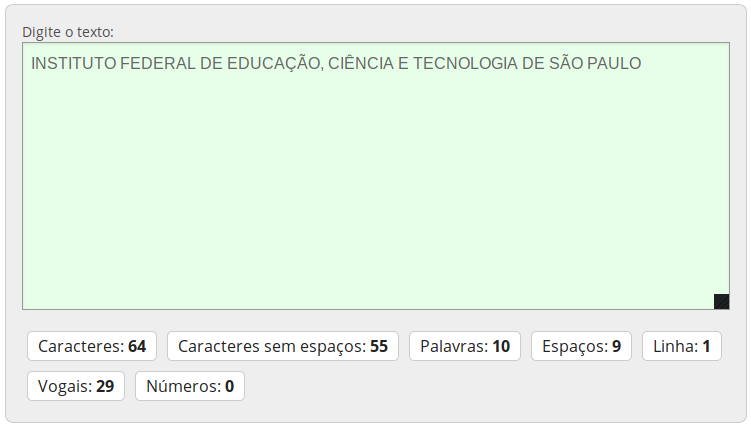 Digite o texto:
INSTITUTO FEDERAL DE EDUCAÇÃO, CIÊNCIA E TECNOLOGIA DE SÃO PAULO
Caracteres: 64 Caracteres sem espaços: 55 Palavras: 10 Espaços: 9 Linha: 1
Vogais: 29 Números: 0